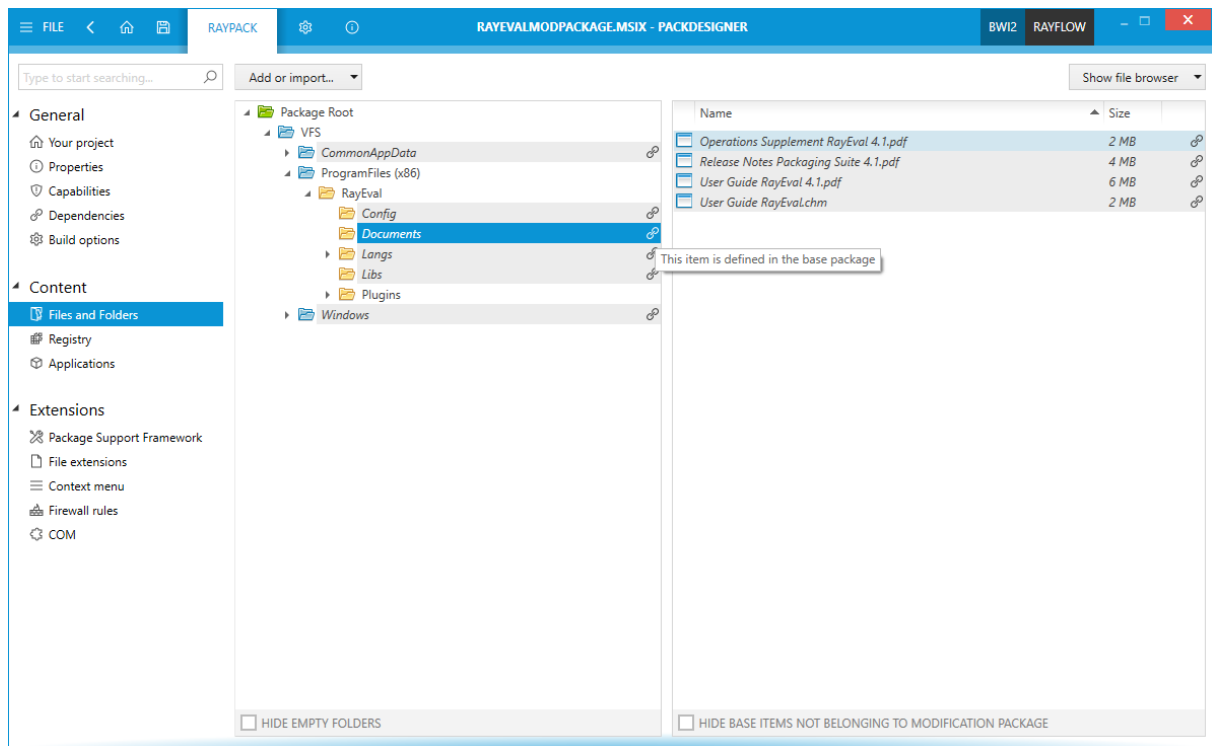 FILE
RAYPACK
RAYEVALMODPACKAGE.MSIX - PACKDESIGNER
BWI2
RAYFLOW
Type to start searching...
Add or import...
Show file browser
General
Your project
Properties
Capabilities
Dependencies
Build options
Content
Files and Folders
Registry
Applications
Extensions
Package Support Framework
File extensions
Context menu
Firewall rules
COM
Package Root
VFS
CommonAppData
ProgramFiles (x86)
RayEval
Config
Documents
Langs
Libs
Plugins
Windows
HIDE EMPTY FOLDERS
Name Size
Operations Supplement RayEval 4.1.pdf 2 MB
Release Notes Packaging Suite 4.1.pdf 4 MB
User Guide RayEval 4.1.pdf 6 MB
User Guide RayEval.chm 2 MB
This item is defined in the base package
HIDE BASE ITEMS NOT BELONGING TO MODIFICATION PACKAGE